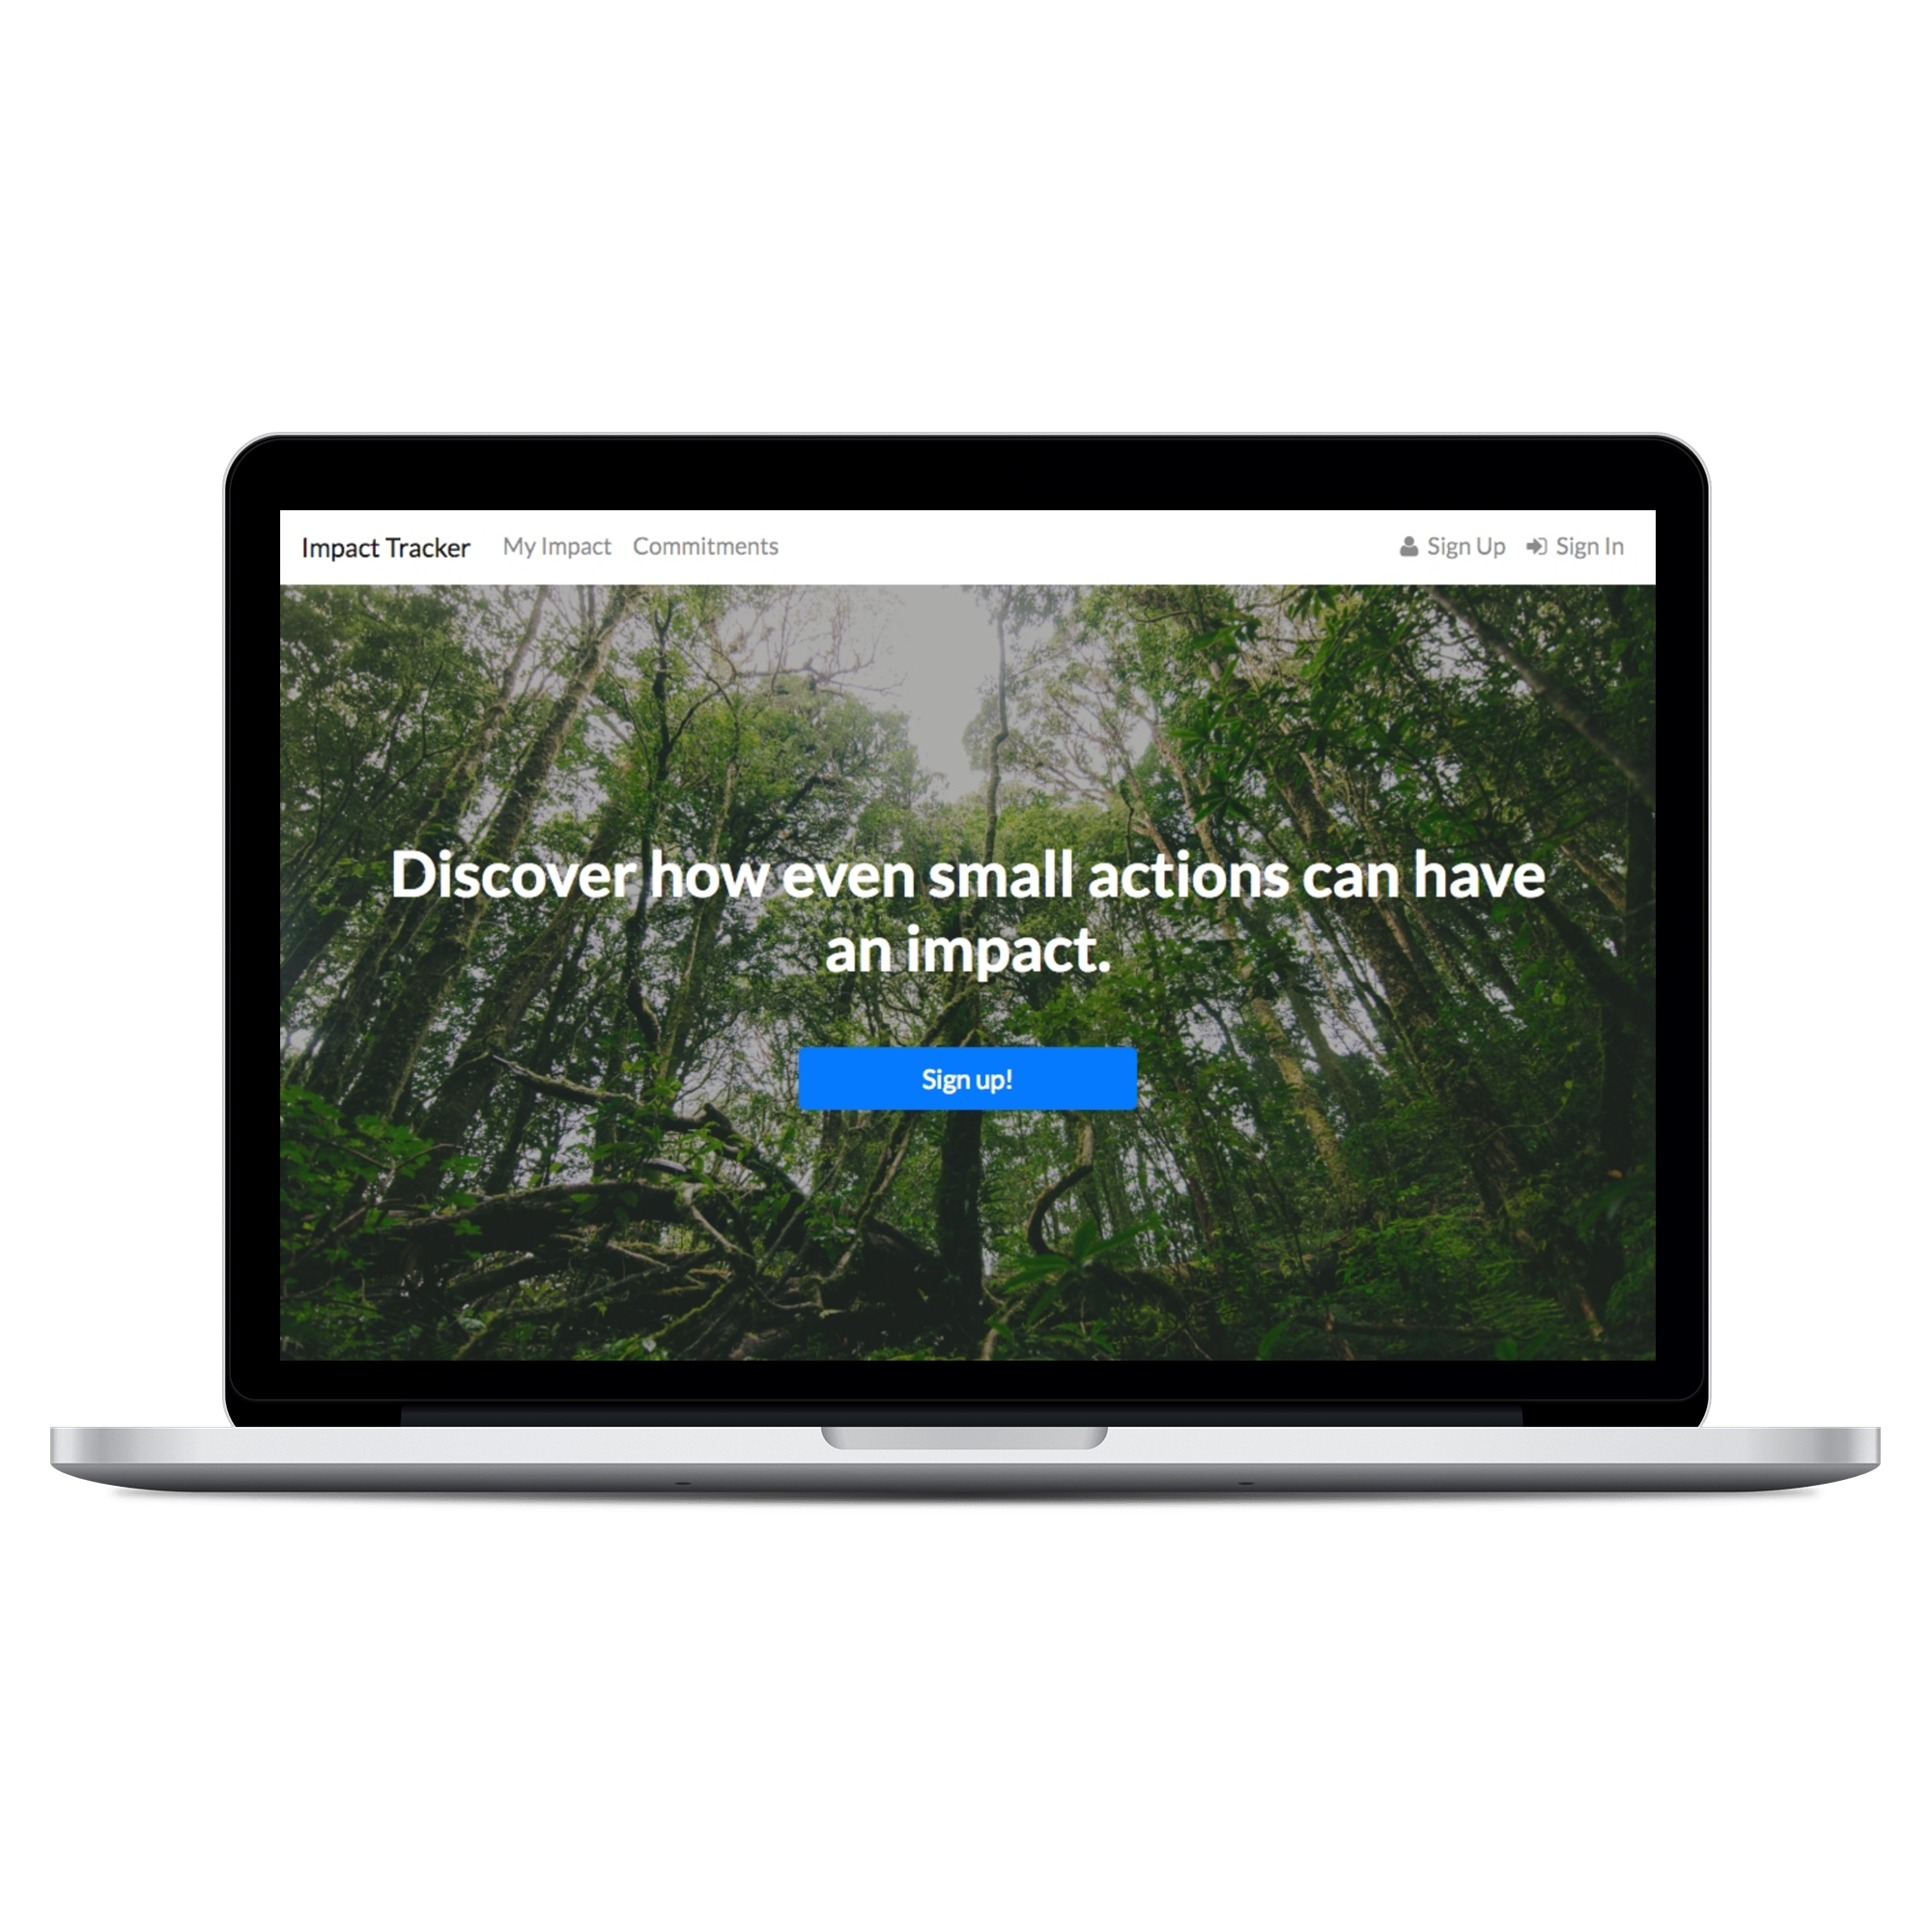 Impact Tracker My Impact Commitments Sign Up Sign In
Discover how even small actions can have
an impact.
Sign up!